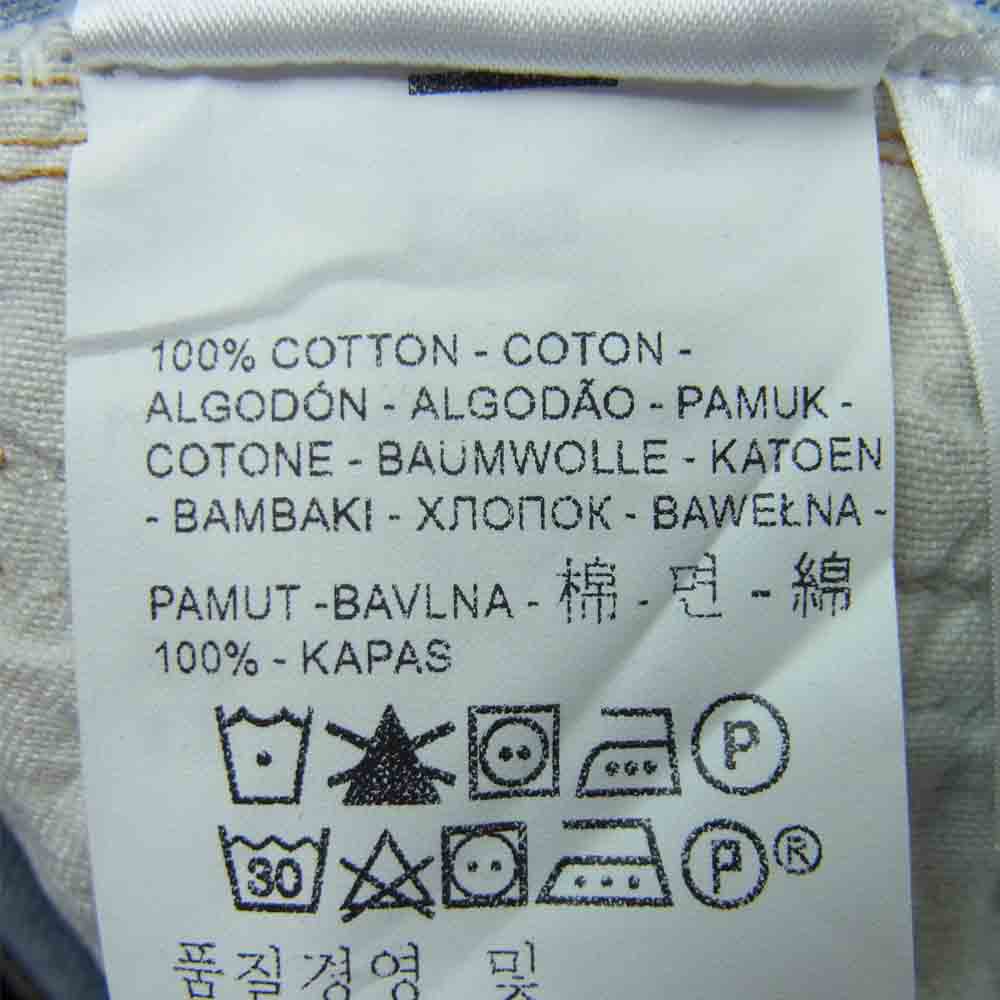 100% COTTON - COTON -
ALGODÓN - ALGODÃO - PAMUK -
COTONE - BAUMWOLLE - KATOEN
- BAMBAKI - ХЛОПОК - BAWEŁNA -
PAMUT -BAVLNA - 棉 - 면 - 綿
100% - KAPAS
P
30 P ®
품질경영 및